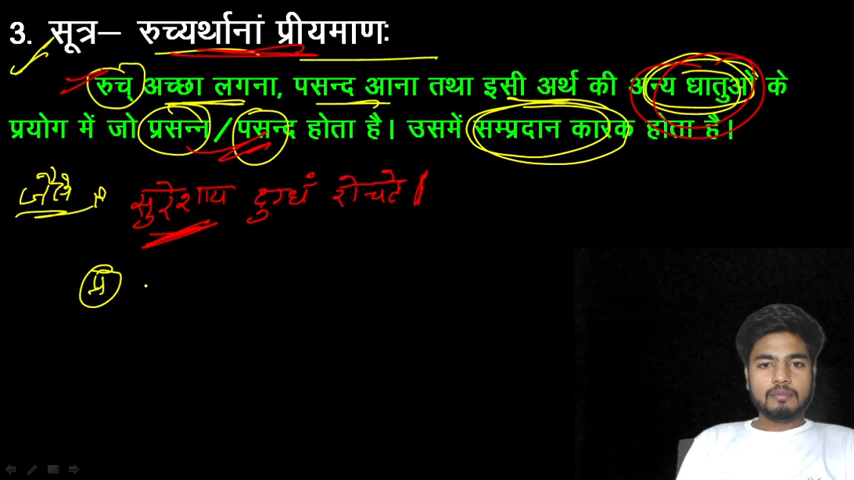 3. सूत्र– रुच्यर्थानां प्रीयमाणः
रुच् अच्छा लगना, पसन्द आना तथा इसी अर्थ की अन्य धातुओं के
प्रयोग में जो प्रसन्न/पसन्द होता है। उसमें सम्प्रदान कारक होता है।
जैसे सुरेशाय दुग्धं रोचते।